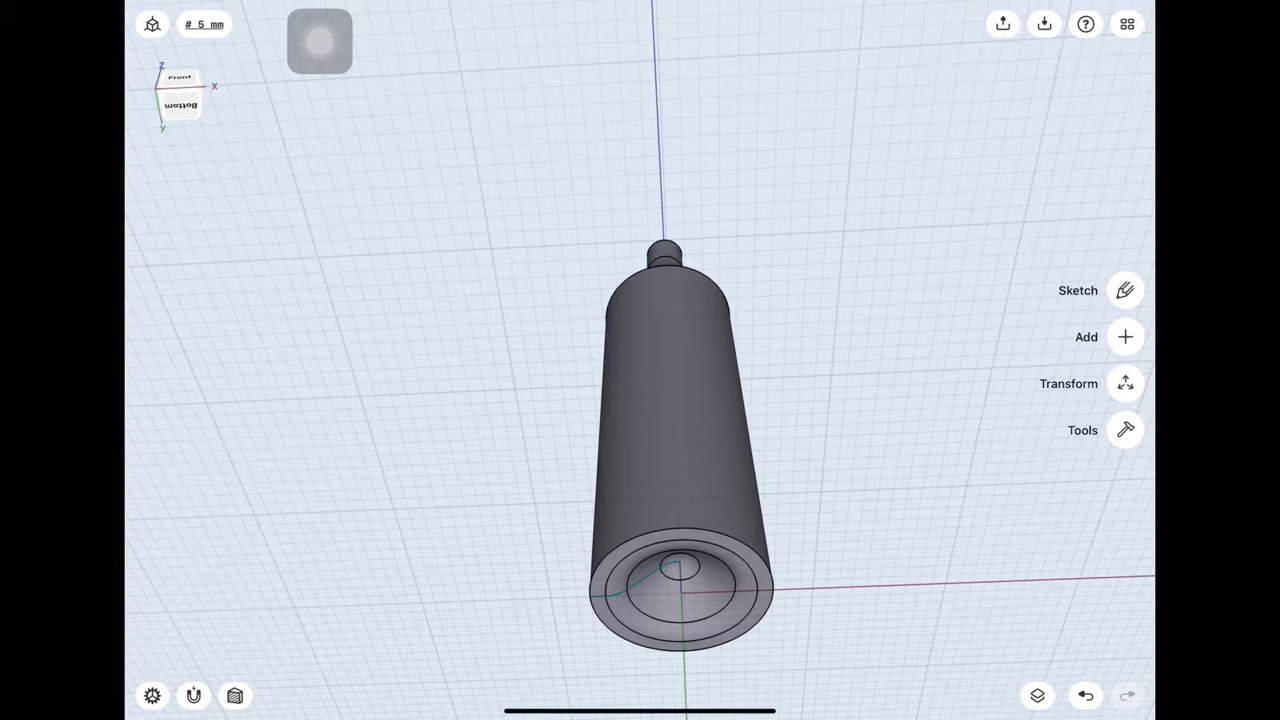 # 5 mm
Z
Front
X
Bottom
y
Sketch
Add
Transform
Tools